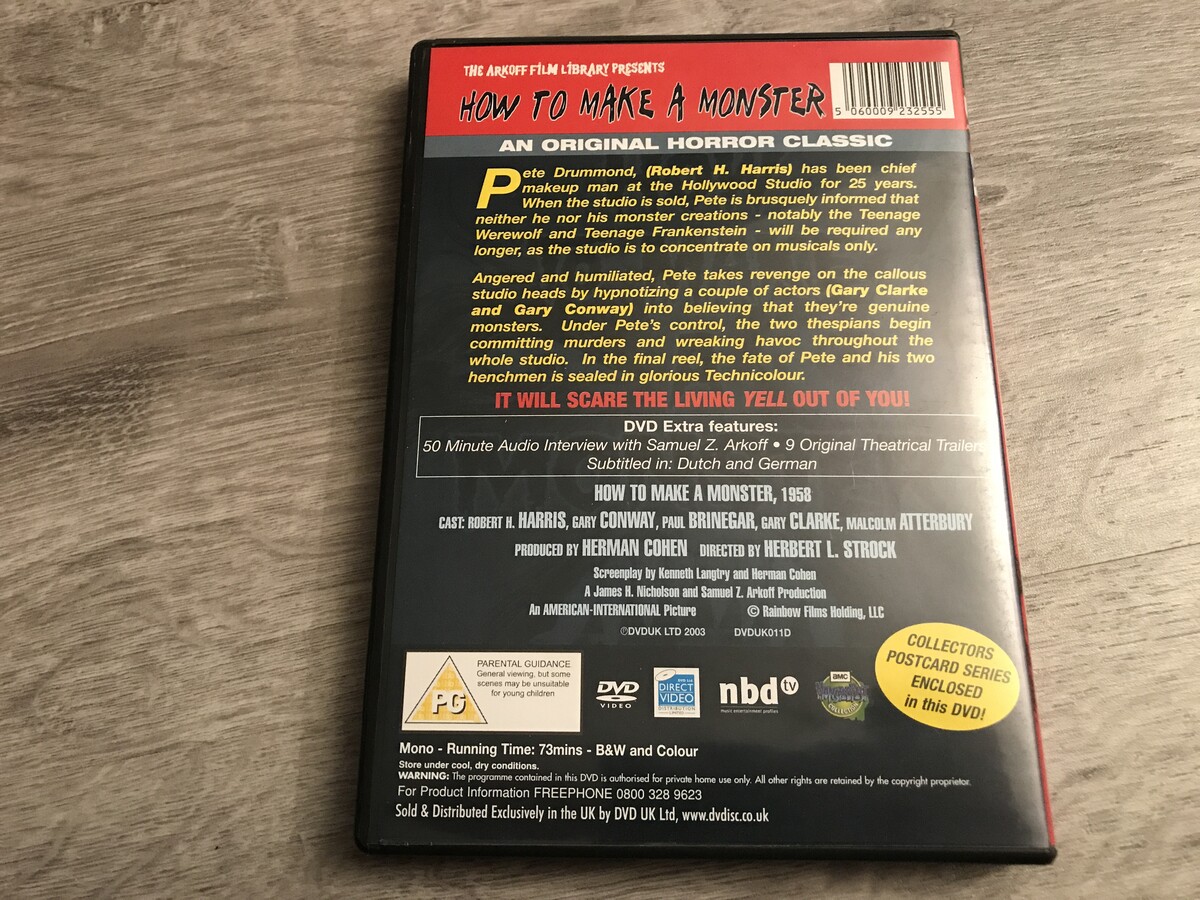 THE ARKOFF FILM LIBRARY PRESENTS
HOW TO MAKE A MONSTER
5 060009 232555
AN ORIGINAL HORROR CLASSIC
Pete Drummond, (Robert H. Harris) has been chief
makeup man at the Hollywood Studio for 25 years.
When the studio is sold, Pete is brusquely informed that
neither he nor his monster creations - notably the Teenage
Werewolf and Teenage Frankenstein - will be required any
longer, as the studio is to concentrate on musicals only.
Angered and humiliated, Pete takes revenge on the callous
studio heads by hypnotizing a couple of actors (Gary Clarke
and Gary Conway) into believing that they're genuine
monsters. Under Pete's control, the two thespians begin
committing murders and wreaking havoc throughout the
whole studio. In the final reel, the fate of Pete and his two
henchmen is sealed in glorious Technicolour.
IT WILL SCARE THE LIVING YELL OUT OF YOU!
DVD Extra features:
50 Minute Audio Interview with Samuel Z. Arkoff • 9 Original Theatrical Trailers
Subtitled in: Dutch and German
HOW TO MAKE A MONSTER, 1958
CAST: ROBERT H. HARRIS, GARY CONWAY, PAUL BRINEGAR, GARY CLARKE, MALCOLM ATTERBURY
PRODUCED BY HERMAN COHEN DIRECTED BY HERBERT L. STROCK
Screenplay by Kenneth Langtry and Herman Cohen
A James H. Nicholson and Samuel Z. Arkoff Production
An AMERICAN-INTERNATIONAL Picture © Rainbow Films Holding, LLC
℗DVDUK LTD 2003 DVDUK011D
COLLECTORS
POSTCARD SERIES
ENCLOSED
in this DVD!
PARENTAL GUIDANCE
General viewing, but some
scenes may be unsuitable
for young children
PG
DVD
VIDEO
DIRECT
VIDEO
DISTRIBUTION
LIMITED
nbd tv
music entertainment profiles
AMC
COLLECTION
Mono - Running Time: 73mins - B&W and Colour
Store under cool, dry conditions.
WARNING: The programme contained in this DVD is authorised for private home use only. All other rights are retained by the copyright proprietor.
For Product Information FREEPHONE 0800 328 9623
Sold & Distributed Exclusively in the UK by DVD UK Ltd, www.dvdisc.co.uk